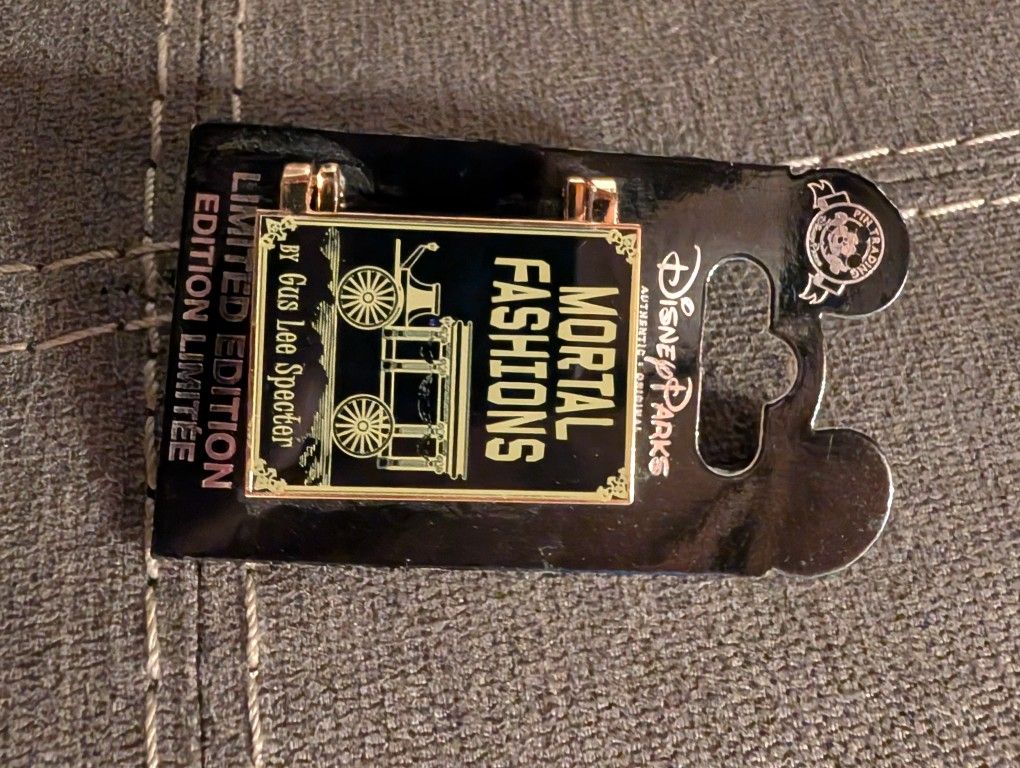 PIN TRADING
Disney Parks
AUTHENTIC ORIGINAL
MORTAL
FASHIONS
BY Gus Lee Specter
LIMITED EDITION
EDITION LIMITÉE